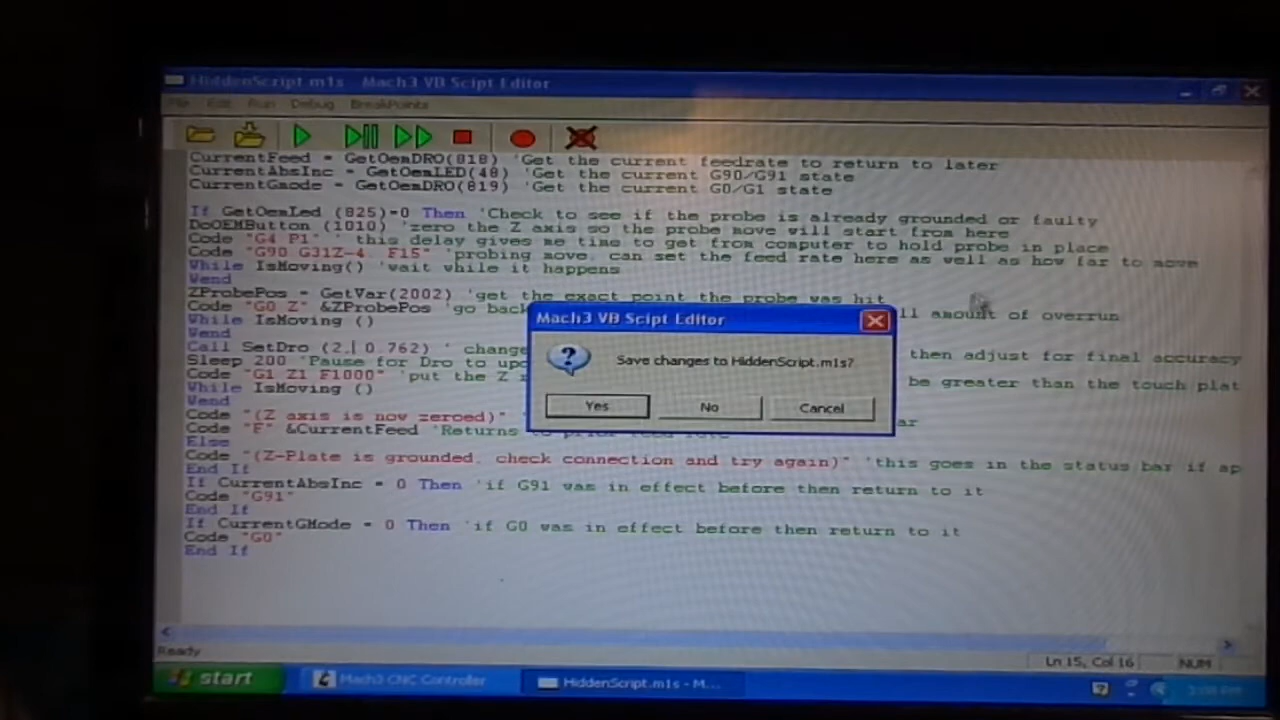 HiddenScript.m1s - Mach3 VB Scipt Editor
File Edit Run Debug BreakPoints
CurrentFeed = GetOemDRO(818) 'Get the current feedrate to return to later
CurrentAbsInc = GetOemLED(48) 'Get the current G90/G91 state
CurrentGmode = GetOemDRO(819) 'Get the current G0/G1 state
If GetOemLed (825)=0 Then 'Check to see if the probe is already grounded or faulty
DoOEMButton (1010) 'zero the Z axis so the probe move will start from here
Code "G4 P1" ' this delay gives me time to get from computer to hold probe in place
Code "G90 G31Z-4 F15" 'probing move, can set the feed rate here as well as how far to move
While IsMoving() 'wait while it happens
Wend
ZProbePos = GetVar(2002) 'get the exact point the probe was hit
Code "G0 Z" &ZProbePos 'go back ll amount of overrun
While IsMoving ()
Wend
Call SetDro (2, 0.762) ' change then adjust for final accuracy
Sleep 200 'Pause for Dro to upd
Code "G1 Z1 F1000" 'put the Z r be greater than the touch plat
While IsMoving ()
Wend
Code "(Z axis is now zeroed)" ' ar
Code "F" &CurrentFeed 'Returns to prior feed rate
Else
Code "(Z-Plate is grounded, check connection and try again)" 'this goes in the status bar if ap
End If
If CurrentAbsInc = 0 Then 'if G91 was in effect before then return to it
Code "G91"
End If
If CurrentGMode = 0 Then 'if G0 was in effect before then return to it
Code "G0"
End If
Mach3 VB Scipt Editor
Save changes to HiddenScript.m1s?
Yes No Cancel
Ready
Ln 15, Col 16 NUM
start Mach3 CNC Controller HiddenScript.m1s - M...